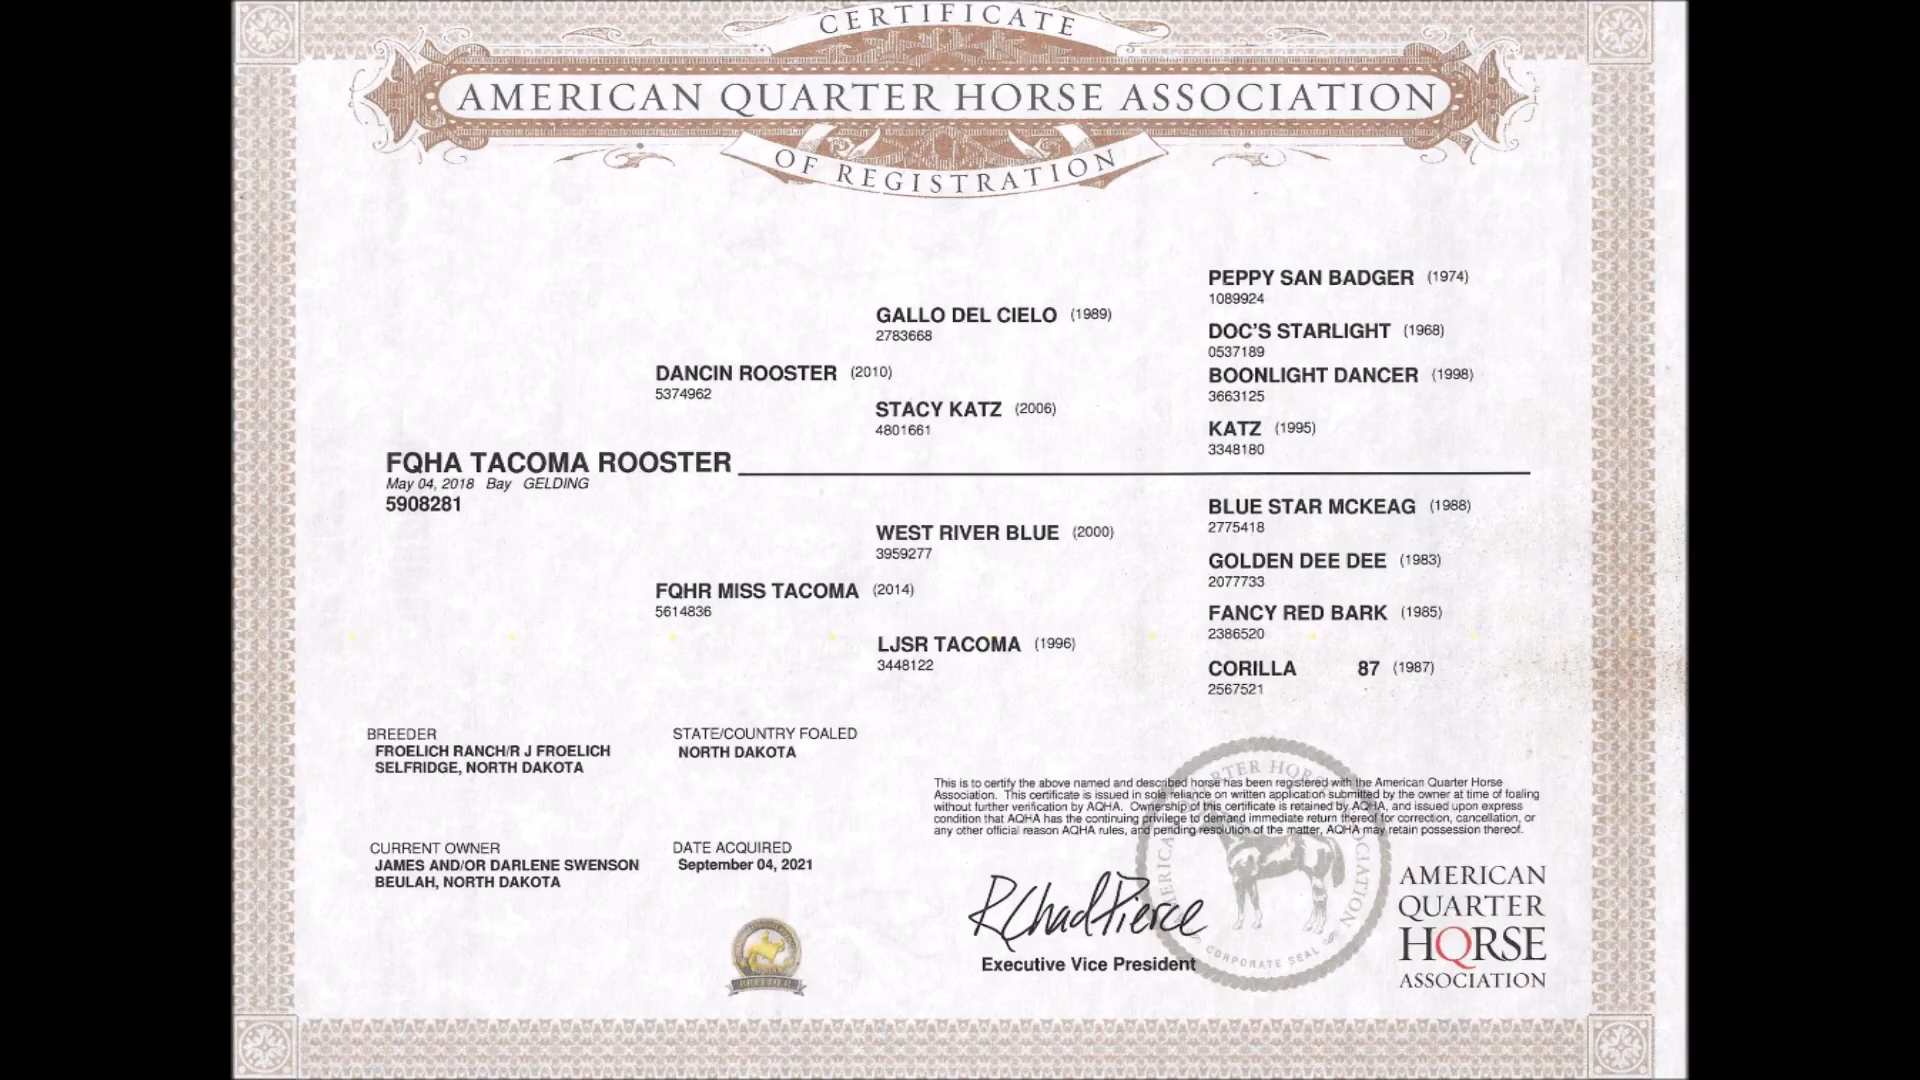 CERTIFICATE
AMERICAN QUARTER HORSE ASSOCIATION
OF REGISTRATION
PEPPY SAN BADGER (1974)
1089924
GALLO DEL CIELO (1989)
2783668
DOC'S STARLIGHT (1968)
0537189
DANCIN ROOSTER (2010)
5374962
BOONLIGHT DANCER (1998)
3663125
STACY KATZ (2006)
4801661
KATZ (1995)
3348180
FQHA TACOMA ROOSTER
May 04, 2018 Bay GELDING
5908281
BLUE STAR MCKEAG (1988)
2775418
WEST RIVER BLUE (2000)
3959277
GOLDEN DEE DEE (1983)
2077733
FQHR MISS TACOMA (2014)
5614836
FANCY RED BARK (1985)
2386520
LJSR TACOMA (1996)
3448122
CORILLA 87 (1987)
2567521
BREEDER
FROELICH RANCH/R J FROELICH
SELFRIDGE, NORTH DAKOTA
STATE/COUNTRY FOALED
NORTH DAKOTA
This is to certify the above named and described horse has been registered with the American Quarter Horse
Association. This certificate is issued in sole reliance on written application submitted by the owner at time of foaling
without further verification by AQHA. Ownership of this certificate is retained by AQHA, and issued upon express
condition that AQHA has the continuing privilege to demand immediate return thereof for correction, cancellation, or
any other official reason AQHA rules, and pending resolution of the matter, AQHA may retain possession thereof.
CURRENT OWNER
JAMES AND/OR DARLENE SWENSON
BEULAH, NORTH DAKOTA
DATE ACQUIRED
September 04, 2021
R Chad Pierce
Executive Vice President
CORPORATE SEAL
BREEDER
AMERICAN
QUARTER
HORSE
ASSOCIATION